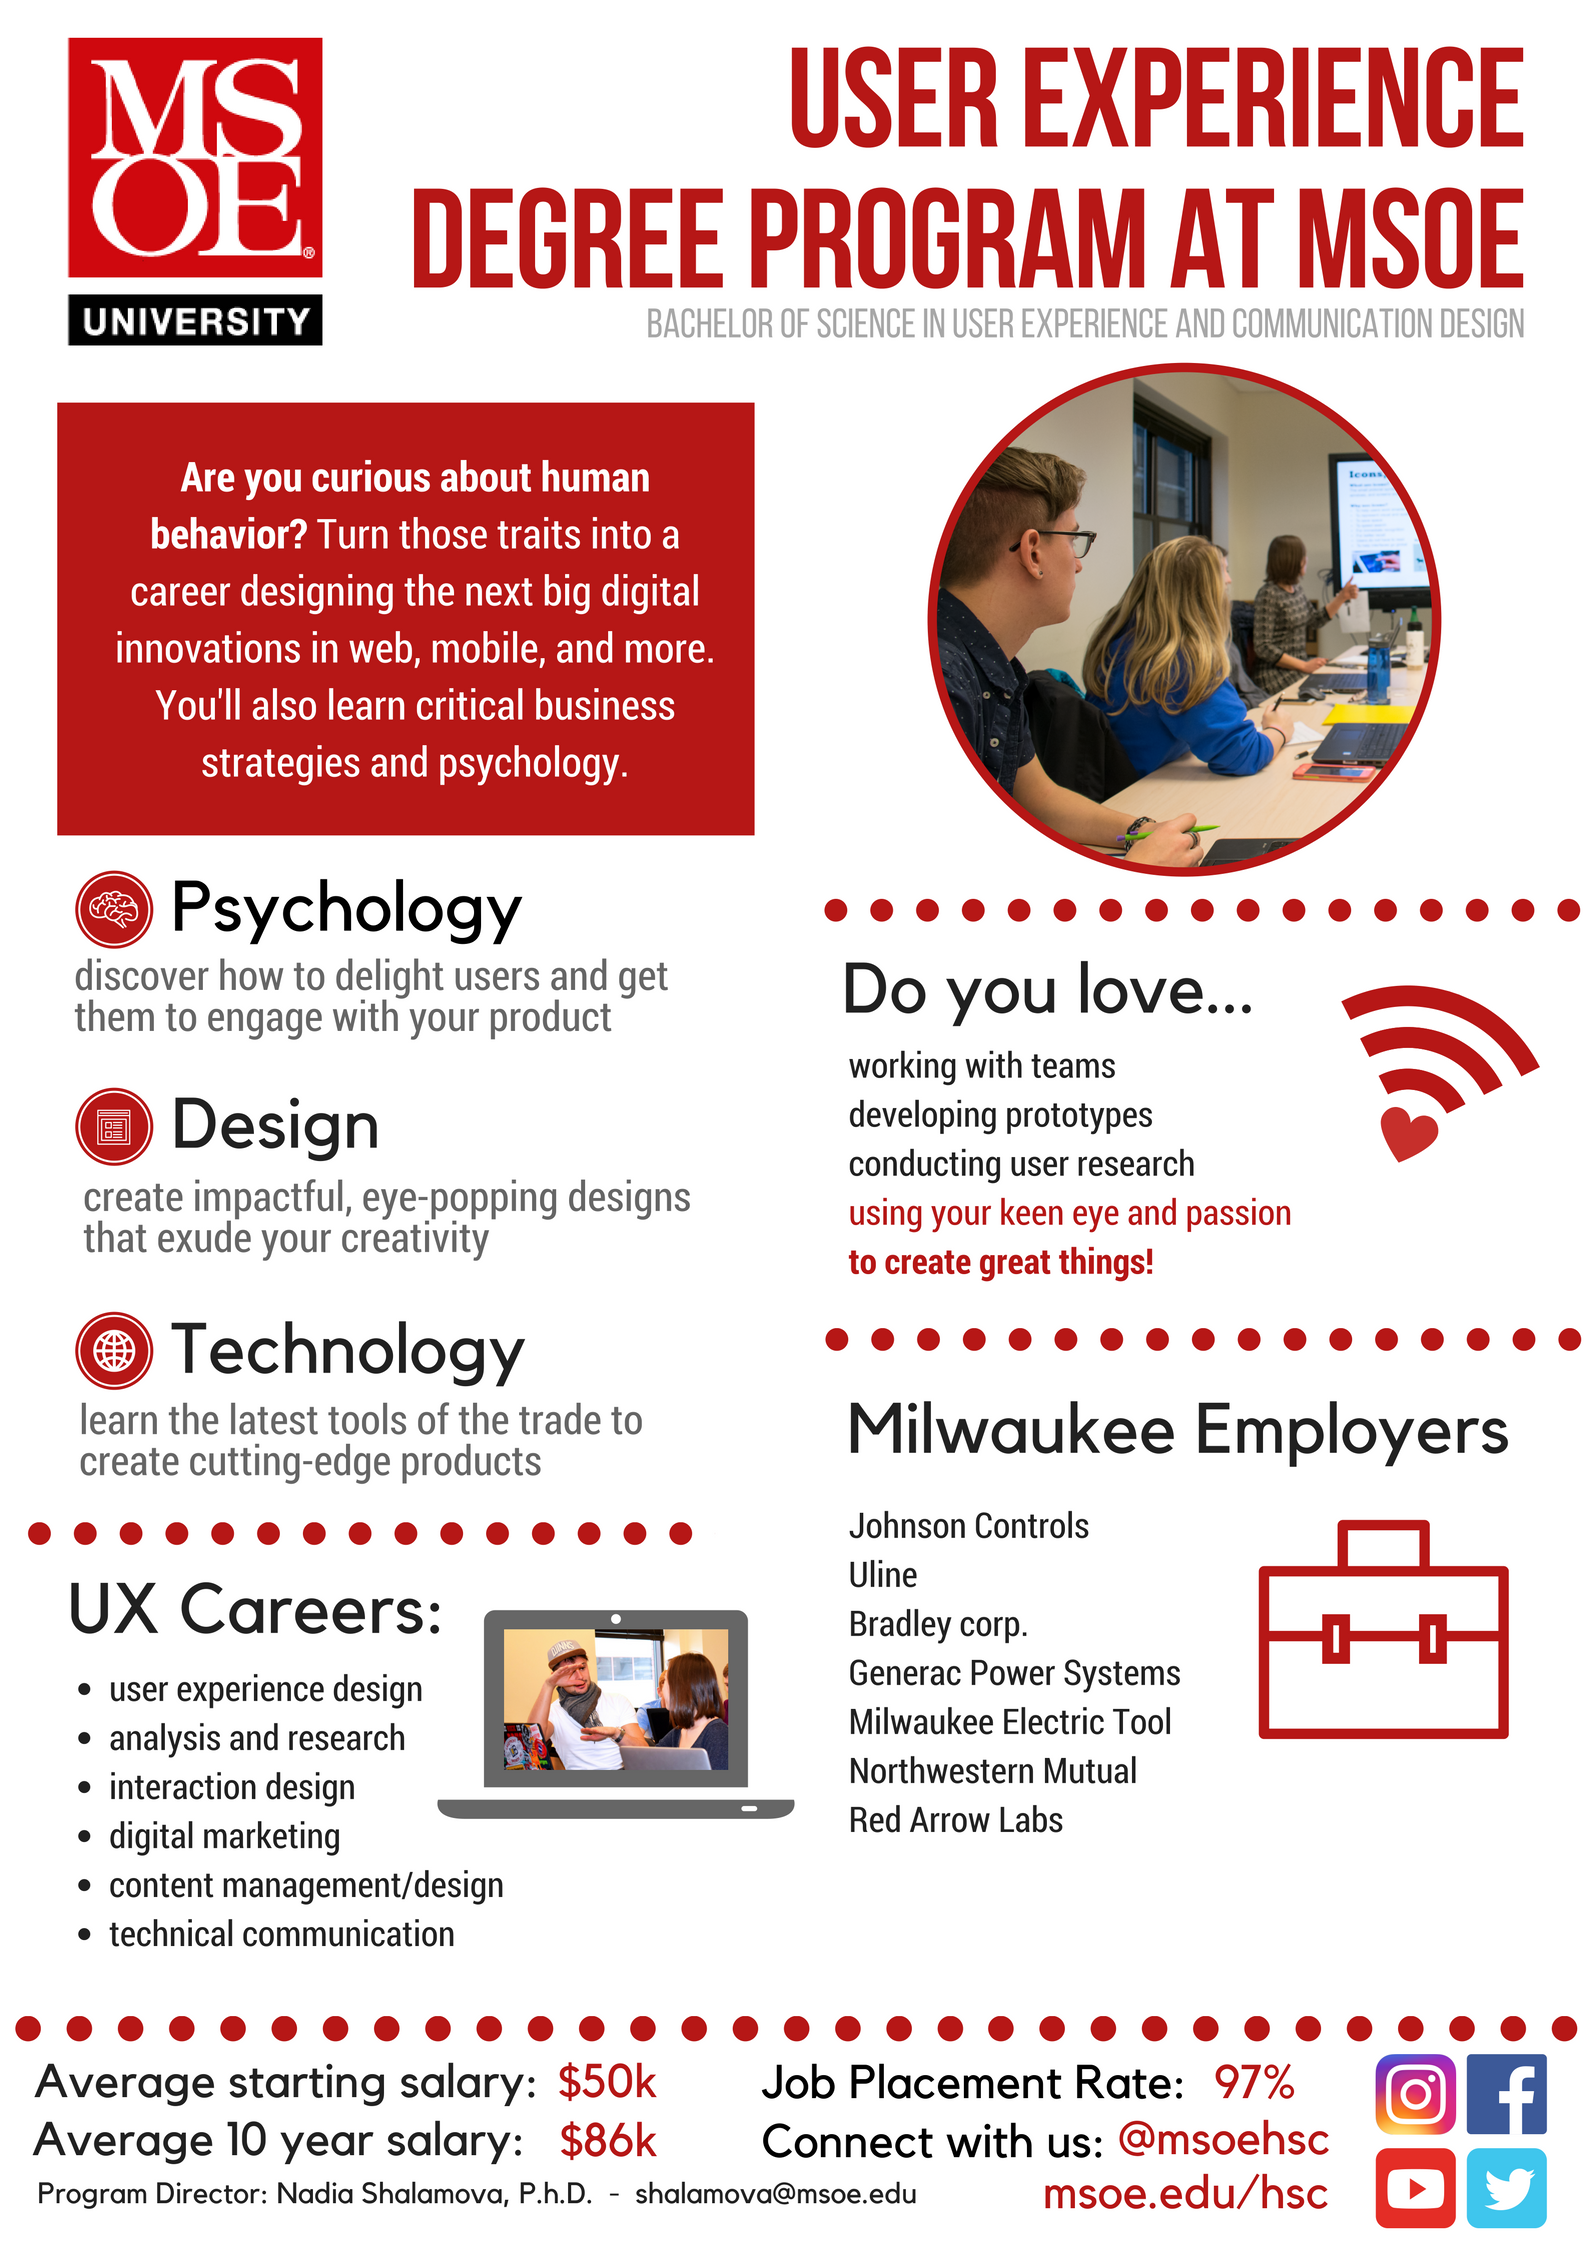 MS
OE®
UNIVERSITY
USER EXPERIENCE
DEGREE PROGRAM AT MSOE
BACHELOR OF SCIENCE IN USER EXPERIENCE AND COMMUNICATION DESIGN
Are you curious about human
behavior? Turn those traits into a
career designing the next big digital
innovations in web, mobile, and more.
You'll also learn critical business
strategies and psychology.
Icons
Psychology
discover how to delight users and get
them to engage with your product
Design
create impactful, eye-popping designs
that exude your creativity
Technology
learn the latest tools of the trade to
create cutting-edge products
UX Careers:
• user experience design
• analysis and research
• interaction design
• digital marketing
• content management/design
• technical communication
Do you love...
working with teams
developing prototypes
conducting user research
using your keen eye and passion
to create great things!
Milwaukee Employers
Johnson Controls
Uline
Bradley corp.
Generac Power Systems
Milwaukee Electric Tool
Northwestern Mutual
Red Arrow Labs
Average starting salary: $50k
Average 10 year salary: $86k
Program Director: Nadia Shalamova, P.h.D. - shalamova@msoe.edu
Job Placement Rate: 97%
Connect with us: @msoehsc
msoe.edu/hsc